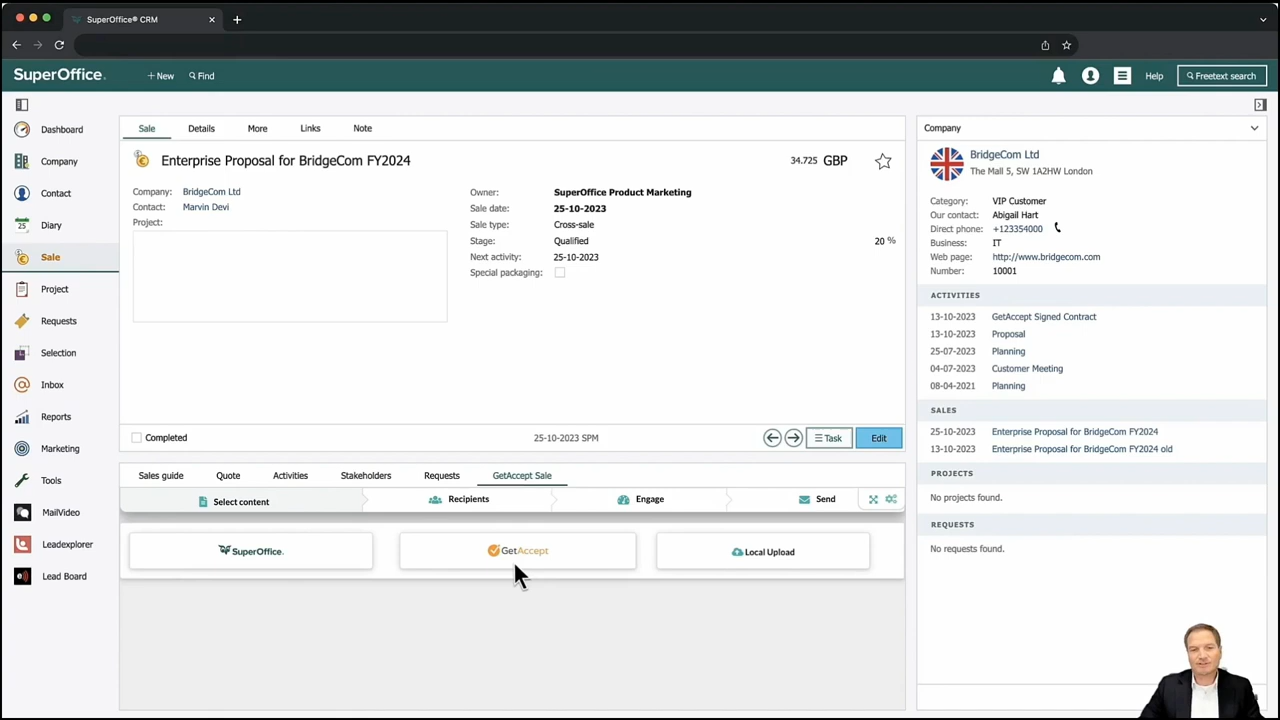 SuperOffice® CRM
SuperOffice.
+ New
Find
Help
Freetext search
Dashboard
Company
Contact
25
Diary
Sale
Project
Requests
Selection
Inbox
Reports
Marketing
Tools
MailVideo
Leadexplorer
Lead Board
Sale
Details
More
Links
Note
Enterprise Proposal for BridgeCom FY2024
34.725 GBP
Company: BridgeCom Ltd
Contact: Marvin Devi
Project:
Owner: SuperOffice Product Marketing
Sale date: 25-10-2023
Sale type: Cross-sale
Stage: Qualified
20 %
Next activity: 25-10-2023
Special packaging:
Completed
25-10-2023 SPM
Task
Edit
Sales guide
Quote
Activities
Stakeholders
Requests
GetAccept Sale
Select content
Recipients
Engage
Send
SuperOffice.
GetAccept
Local Upload
Company
BridgeCom Ltd
The Mall 5, SW 1A2HW London
Category: VIP Customer
Our contact: Abigail Hart
Direct phone: +123354000
Business: IT
Web page: http://www.bridgecom.com
Number: 10001
ACTIVITIES
13-10-2023 GetAccept Signed Contract
13-10-2023 Proposal
25-07-2023 Planning
04-07-2023 Customer Meeting
08-04-2021 Planning
SALES
25-10-2023 Enterprise Proposal for BridgeCom FY2024
13-10-2023 Enterprise Proposal for BridgeCom FY2024 old
PROJECTS
No projects found.
REQUESTS
No requests found.